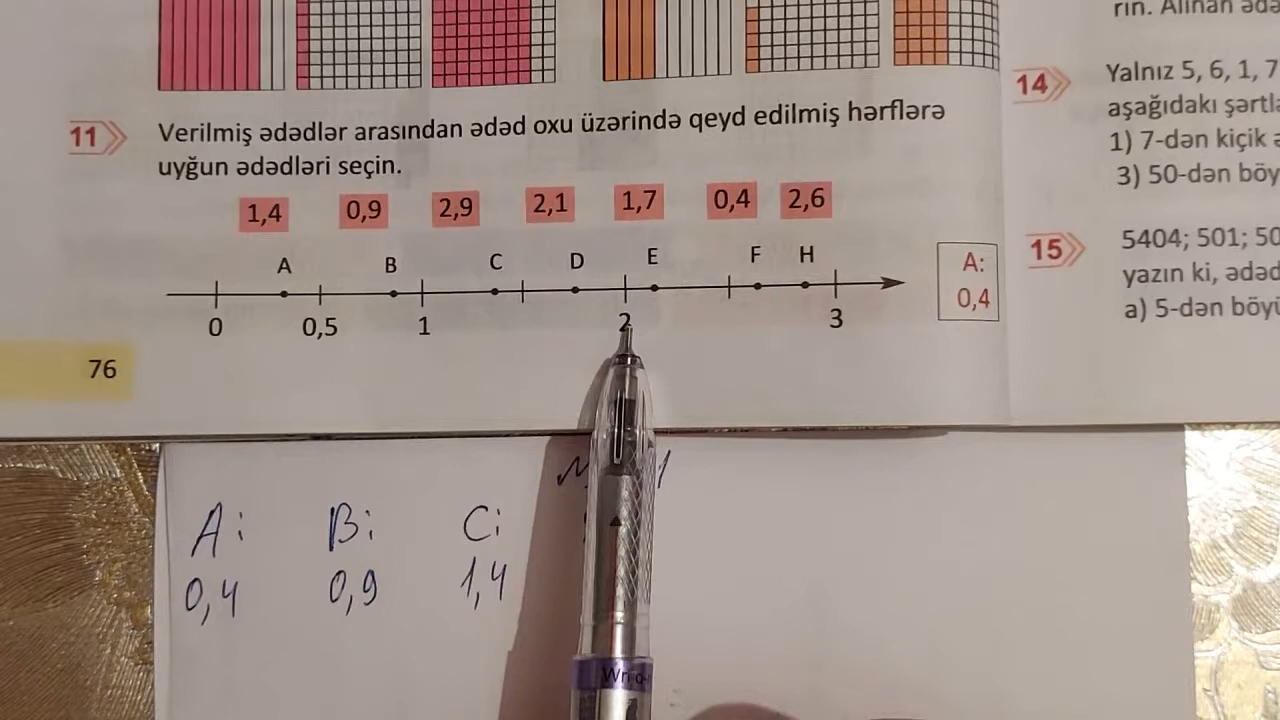 rin. Alınan ədə
11
Verilmiş ədədlər arasından ədəd oxu üzərində qeyd edilmiş hərflərə
uyğun ədədləri seçin.
1,4 0,9 2,9 2,1 1,7 0,4 2,6
A B C D E F H
0 0,5 1 2 3
A:
0,4
76
14
Yalnız 5, 6, 1, 7
aşağıdakı şərtlə
1) 7-dən kiçik ə
3) 50-dən böy
15
5404; 501; 50
yazın ki, ədəd
a) 5-dən böyü
A: B: C:
0,4 0,9 1,4